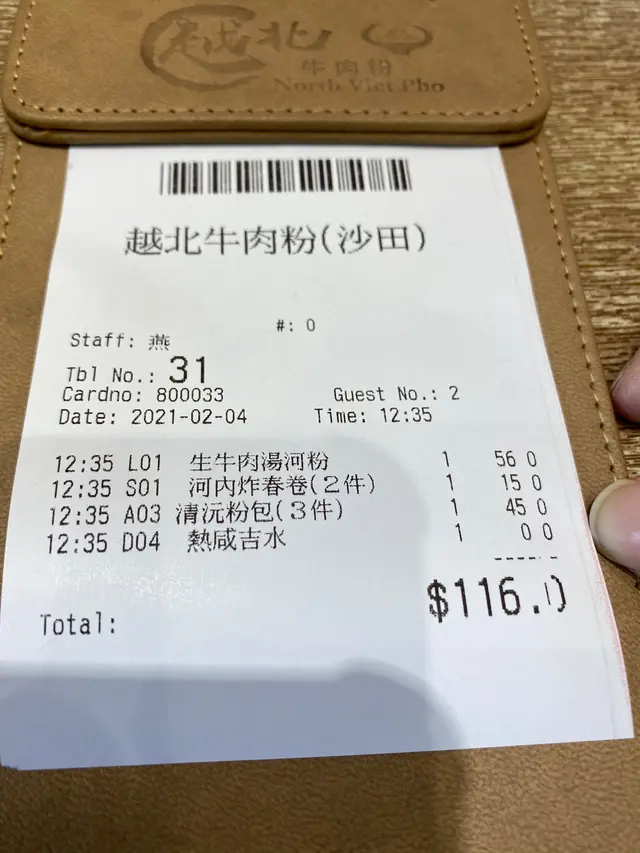 越北
牛肉粉
North Viet Pho
越北牛肉粉(沙田)
#: 0
Staff: 燕
Tbl No.: 31
Cardno: 800033 Guest No.: 2
Date: 2021-02-04 Time: 12:35
12:35 L01 生牛肉湯河粉 1 56 0
12:35 S01 河內炸春卷(2件) 1 15 0
12:35 A03 清沅粉包(3件) 1 45 0
12:35 D04 熱咸吉水 1 0 0
$116.0
Total: